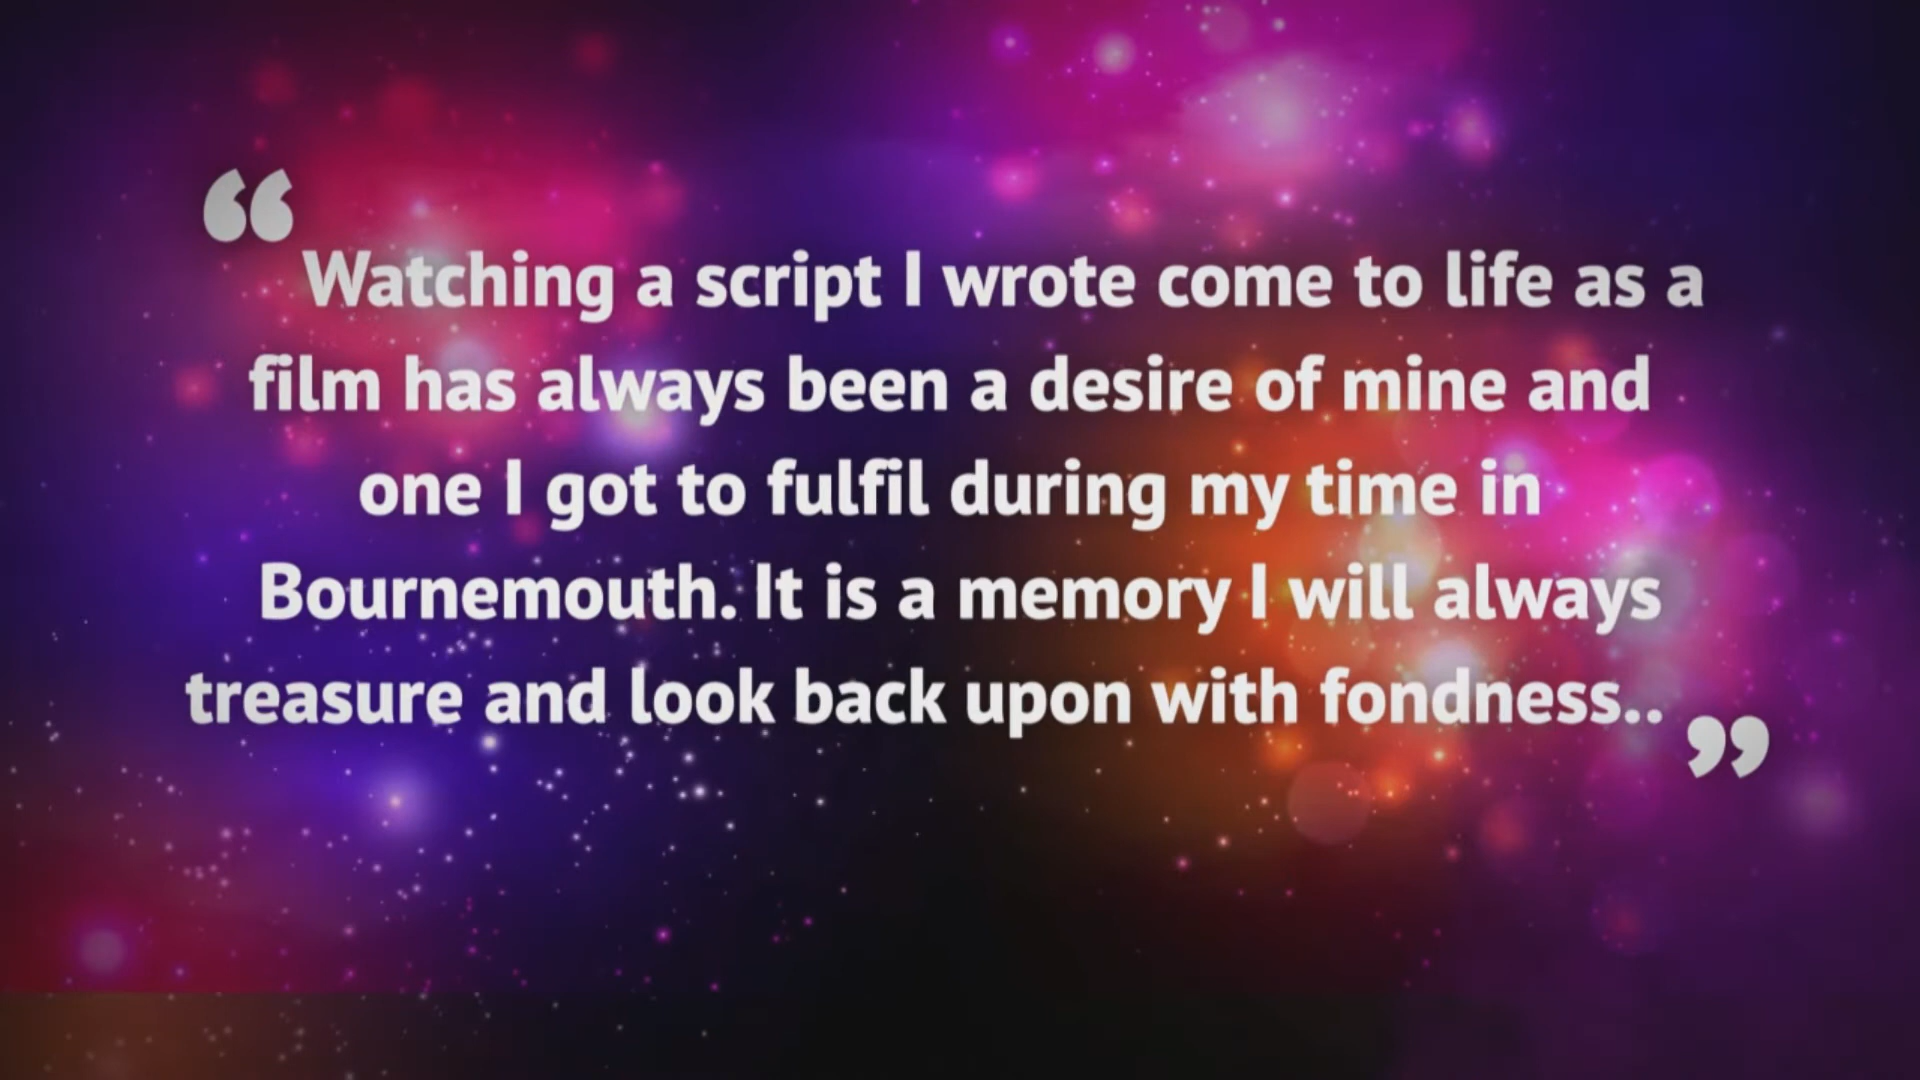 “Watching a script I wrote come to life as a
film has always been a desire of mine and
one I got to fulfil during my time in
Bournemouth. It is a memory I will always
treasure and look back upon with fondness..”